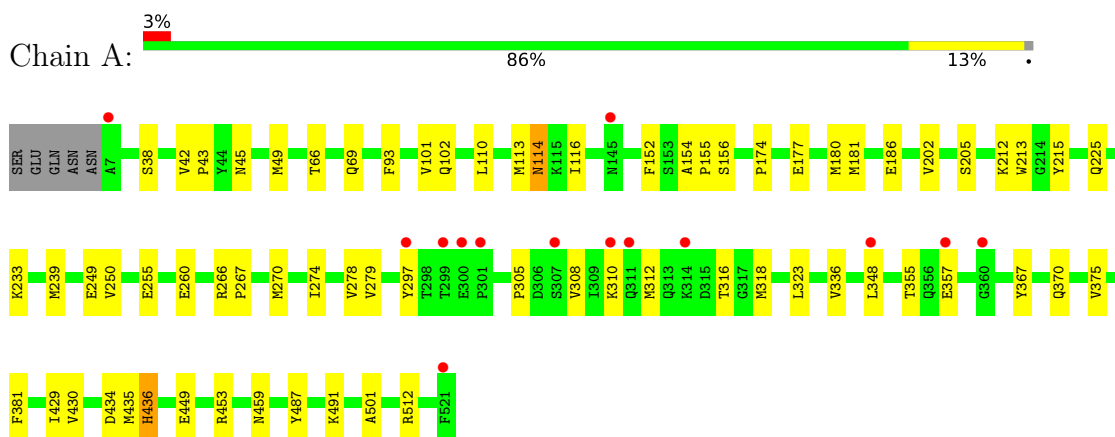 3%
Chain A:
86% 13% •
SER GLU GLN ASN ASN A7 S38 V42 P43 Y44 N45 M49 T66 Q69 F93 V101 Q102 L110 M113 N114 K115 I116 N145 F152 S153 A154 P155 S156 P174 E177 M180 M181 E186 V202 S205 K212 W213 G214 Y215 Q225
K233 M239 E249 V250 E255 E260 R266 P267 M270 I274 V278 V279 Y297 T298 T299 E300 P301 P305 D306 S307 V308 I309 K310 Q311 M312 Q313 K314 D315 T316 G317 M318 L323 V336 L348 T355 Q356 E357 G360 Y367 Q370 V375
F381 I429 V430 D434 M435 H436 E449 R453 N459 Y487 K491 A501 R512 F521